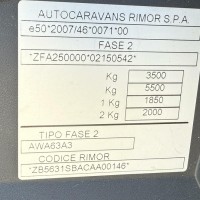 AUTOCARAVANS RIMOR S.P.A.
e50*2007/46*0071*00
FASE 2
*ZFA250000*02150542*
Kg 3500
Kg 5500
1 Kg 1850
2 Kg 2000
TIPO FASE 2
AWA63A3
CODICE RIMOR
*ZB5631SBACAA00146*